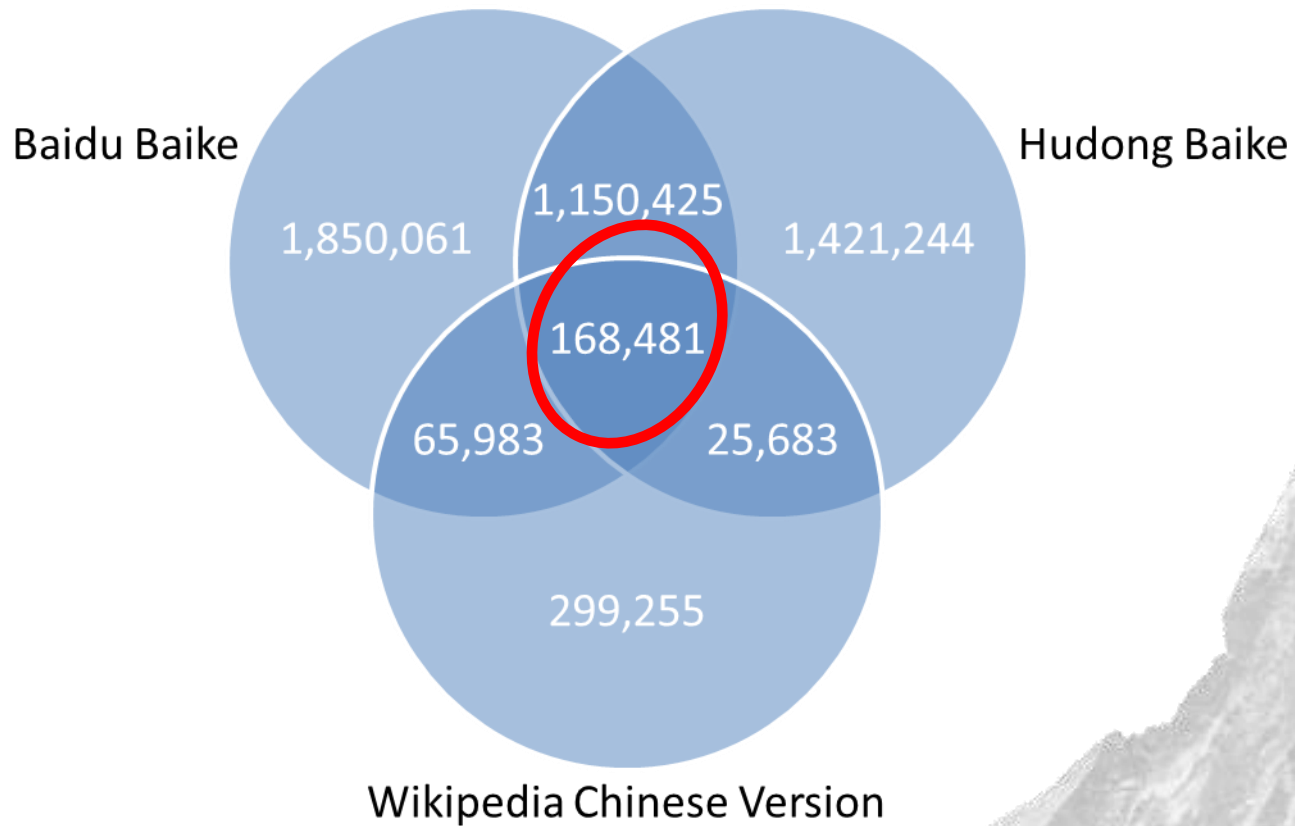 Baidu Baike
Hudong Baike
1,150,425
1,850,061
1,421,244
168,481
65,983
25,683
299,255
Wikipedia Chinese Version